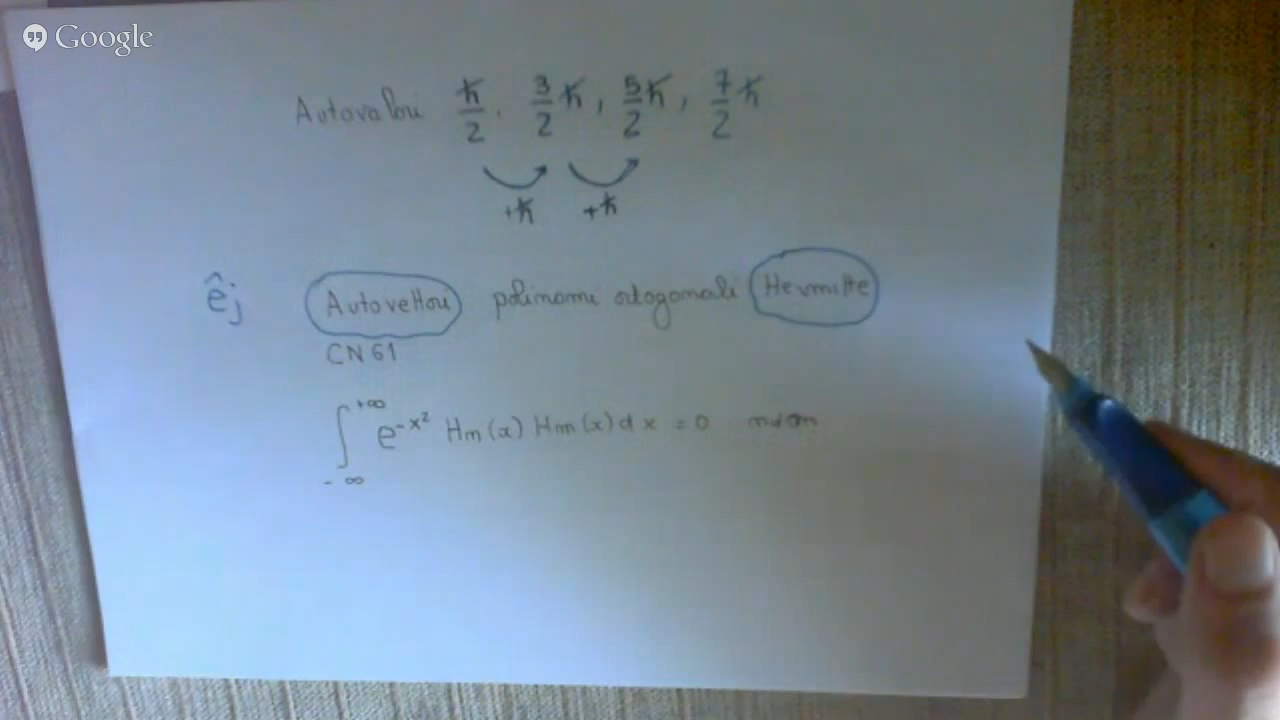 Google
Autovalori ħ/2, 3/2 ħ, 5/2 ħ, 7/2 ħ
+ħ +ħ
êj Autovettori polinomi ortogonali Hermite
CN 61
∫ -∞ +∞ e^-x² Hn(x) Hm(x) dx = 0 n≠m